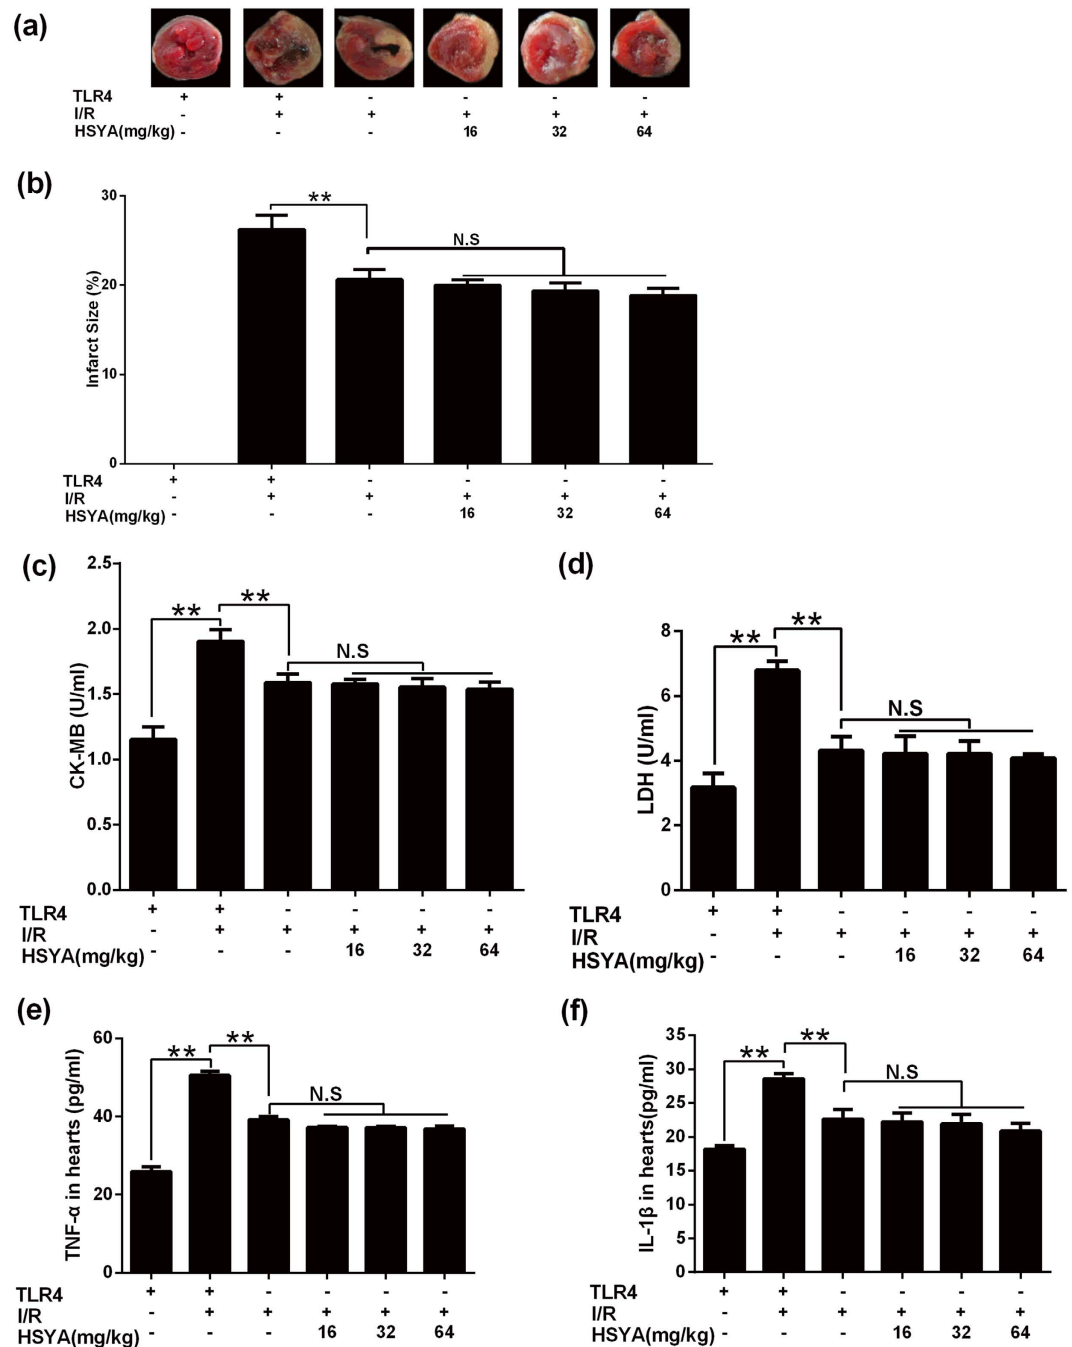 (a)
TLR4 + + - - - -
I/R - + + + + +
HSYA(mg/kg) - - - 16 32 64
(b)
30
**
N.S
20
Infarct Size (%)
10
0
TLR4 + + - - - -
I/R - + + + + +
HSYA(mg/kg) - - - 16 32 64
(c)
2.5
** **
2.0
N.S
1.5
CK-MB (U/ml)
1.0
0.5
0.0
TLR4 + + - - - -
I/R - + + + + +
HSYA(mg/kg) - - - 16 32 64
(d)
8
** **
6
N.S
LDH (U/ml)
4
2
0
TLR4 + + - - - -
I/R - + + + + +
HSYA(mg/kg) - - - 16 32 64
(e)
60
** **
N.S
40
TNF-α in hearts (pg/ml)
20
0
TLR4 + + - - - -
I/R - + + + + +
HSYA(mg/kg) - - - 16 32 64
(f)
35
** **
30
N.S
25
20
IL-1β in hearts(pg/ml)
15
10
5
0
TLR4 + + - - - -
I/R - + + + + +
HSYA(mg/kg) - - - 16 32 64